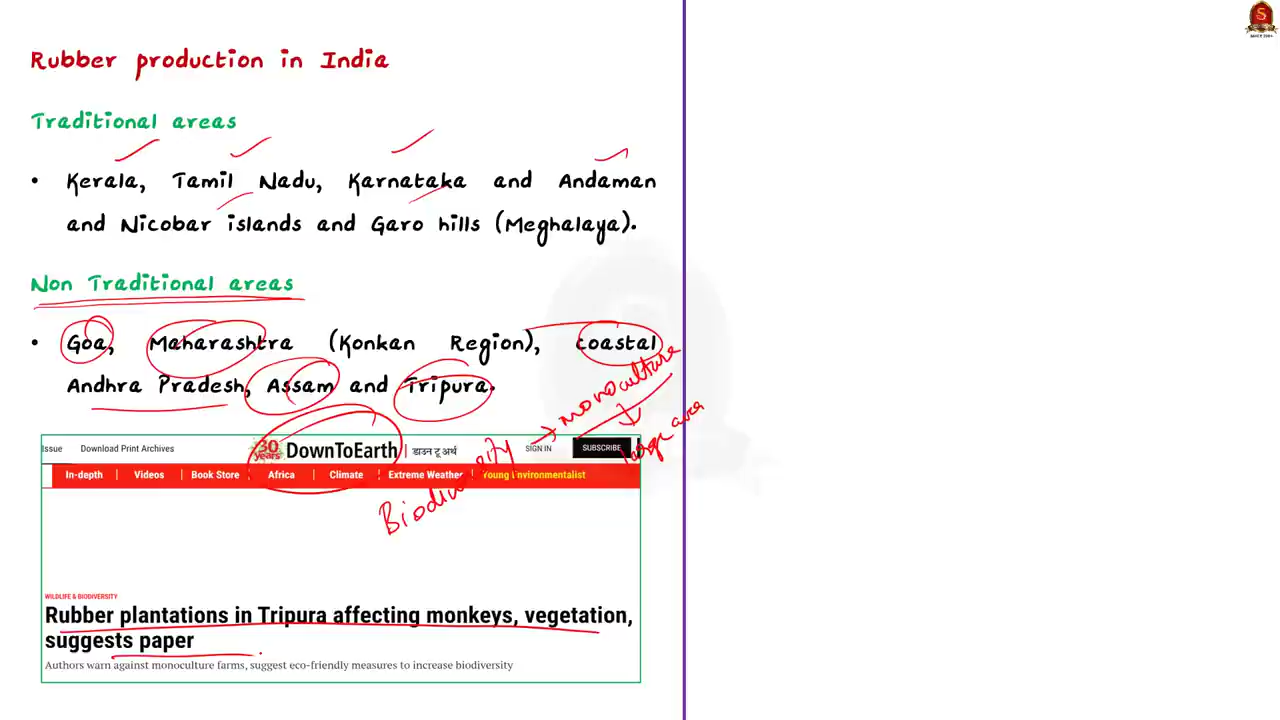 Rubber production in India
Traditional areas
• Kerala, Tamil Nadu, Karnataka and Andaman
and Nicobar islands and Garo hills (Meghalaya).
Non Traditional areas
• Goa, Maharashtra (Konkan Region), coastal
Andhra Pradesh, Assam and Tripura.
Biodiversity → monoculture
↓
large area
Issue Download Print Archives
30 years DownToEarth | डाउन टू अर्थ
SIGN IN SUBSCRIBE
In-depth | Videos | Book Store | Africa | Climate | Extreme Weather | Young Environmentalist
WILDLIFE & BIODIVERSITY
Rubber plantations in Tripura affecting monkeys, vegetation,
suggests paper
Authors warn against monoculture farms, suggest eco-friendly measures to increase biodiversity
S